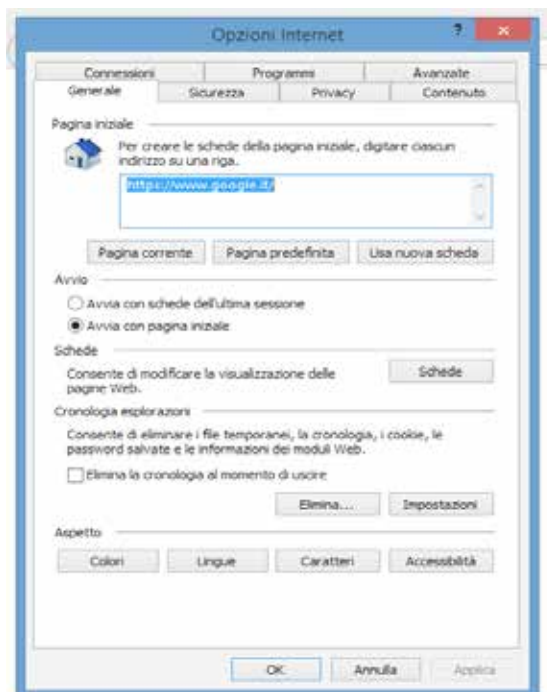 Opzioni Internet
?
Connessioni Programmi Avanzate
Generale Sicurezza Privacy Contenuto
Pagina iniziale
Per creare le schede della pagina iniziale, digitare ciascun
indirizzo su una riga.
https://www.google.it/
Pagina corrente Pagina predefinita Usa nuova scheda
Avvio
Avvia con schede dell'ultima sessione
Avvia con pagina iniziale
Schede
Consente di modificare la visualizzazione delle
pagine Web.
Schede
Cronologia esplorazioni
Consente di eliminare i file temporanei, la cronologia, i cookie, le
password salvate e le informazioni dei moduli Web.
Elimina la cronologia al momento di uscire
Elimina... Impostazioni
Aspetto
Colori Lingue Caratteri Accessibilità
OK Annulla Applica